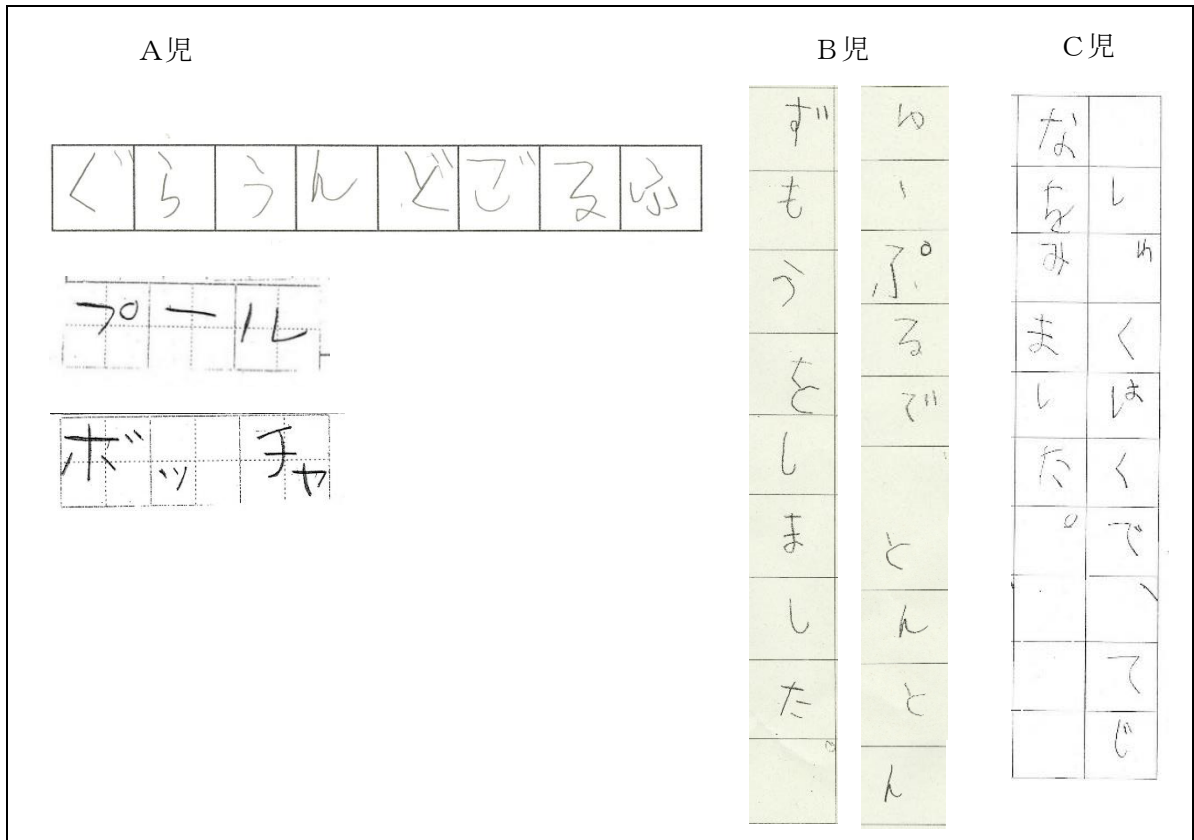 A児
B児
C児
ぐらうんどごるふ
プール
ボッチャ
ゆーぷるで とんとん
ずもうをしました。
しゅくはくで、てじ
なをみました。